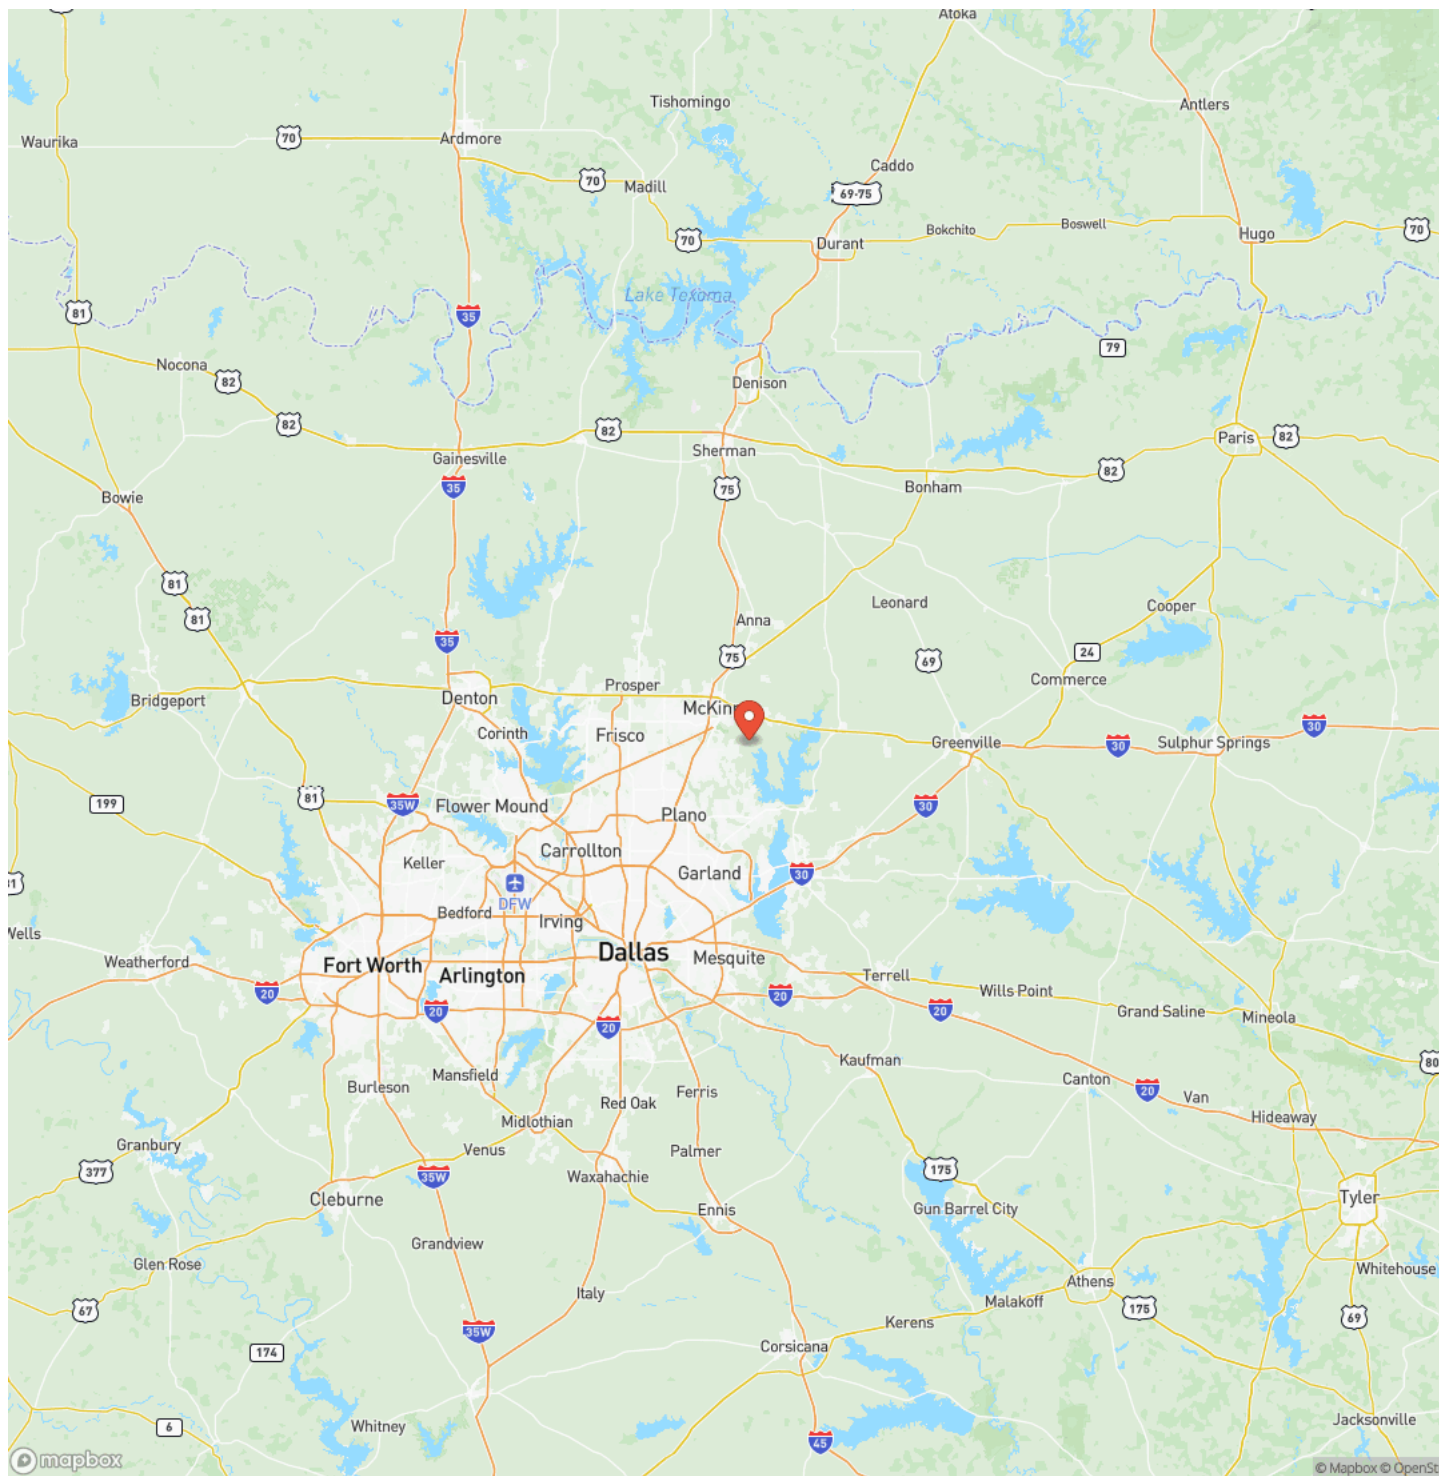 Atoka
Tishomingo
Antlers
Waurika
70
Ardmore
Caddo
70
Madill
69-75
70
Durant
Bokchito
Boswell
Hugo
70
Lake Texoma
81
35
79
Nocona
82
Denison
82
82
Sherman
Paris
82
Gainesville
82
Bowie
35
75
Bonham
81
81
Leonard
Cooper
Anna
35
75
69
24
Commerce
Bridgeport
Denton
Prosper
McKinn
Corinth
Frisco
Greenville
30
Sulphur Springs
30
81
199
35W
Flower Mound
30
Plano
Carrollton
Keller
Garland
30
DFW
Bedford
Irving
Dallas
Weatherford
Fort Worth
Arlington
Mesquite
Terrell
20
20
20
Wills Point
20
Grand Saline
Mineola
20
Kaufman
80
Burleson
Mansfield
Ferris
Canton
20
Van
Red Oak
Hideaway
Midlothian
Granbury
Venus
Palmer
377
35W
Waxahachie
175
Cleburne
Tyler
Ennis
Gun Barrel City
Grandview
Glen Rose
Whitehouse
Italy
Athens
Malakoff
67
175
69
Kerens
35W
174
Corsicana
6
Whitney
45
Jacksonville
mapbox
© Mapbox © OpenSt